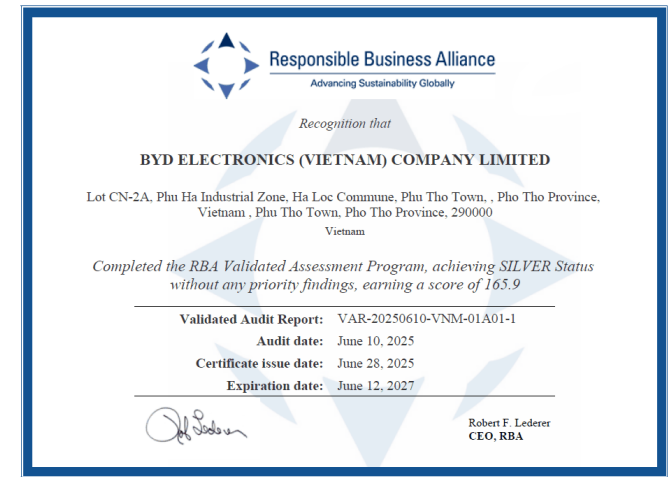 Responsible Business Alliance
Advancing Sustainability Globally
Recognition that
BYD ELECTRONICS (VIETNAM) COMPANY LIMITED
Lot CN-2A, Phu Ha Industrial Zone, Ha Loc Commune, Phu Tho Town, , Pho Tho Province,
Vietnam , Phu Tho Town, Pho Tho Province, 290000
Vietnam
Completed the RBA Validated Assessment Program, achieving SILVER Status
without any priority findings, earning a score of 165.9
Validated Audit Report: VAR-20250610-VNM-01A01-1
Audit date: June 10, 2025
Certificate issue date: June 28, 2025
Expiration date: June 12, 2027
Robert F. Lederer
CEO, RBA